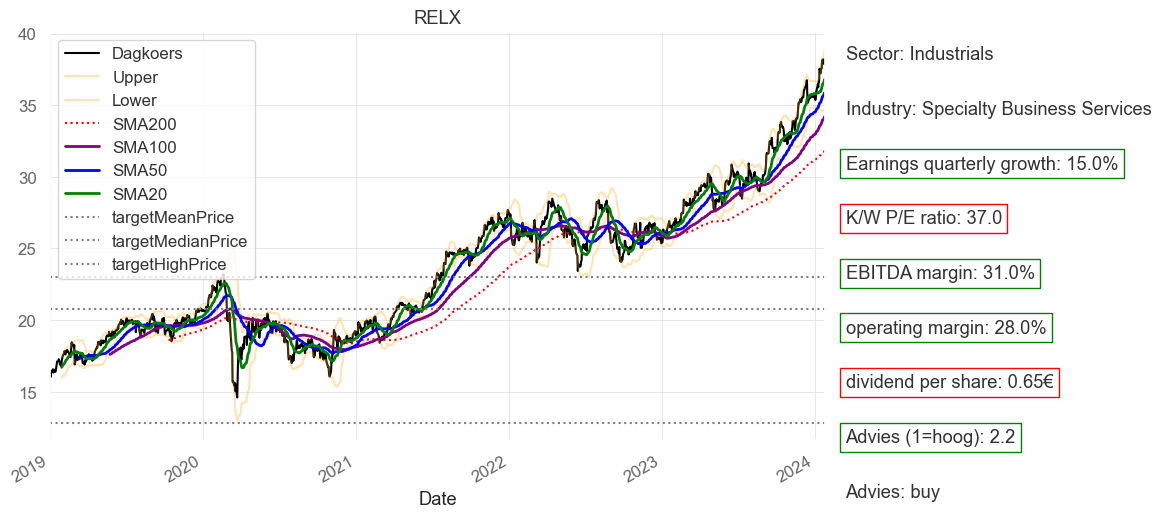 RELX
40
35
30
25
20
15
Dagkoers
Upper
Lower
SMA200
SMA100
SMA50
SMA20
targetMeanPrice
targetMedianPrice
targetHighPrice
2019
2020
2021
2022
2023
2024
Date
Sector: Industrials
Industry: Specialty Business Services
Earnings quarterly growth: 15.0%
K/W P/E ratio: 37.0
EBITDA margin: 31.0%
operating margin: 28.0%
dividend per share: 0.65€
Advies (1=hoog): 2.2
Advies: buy